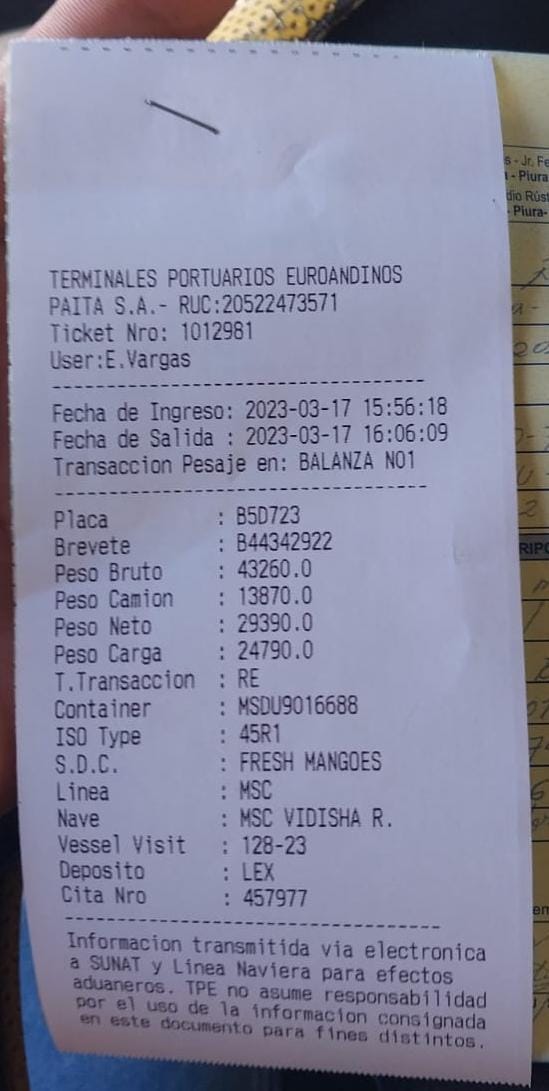 TERMINALES PORTUARIOS EUROANDINOS
PAITA S.A.- RUC:20522473571
Ticket Nro: 1012981
User:E.Vargas
Fecha de Ingreso: 2023-03-17 15:56:18
Fecha de Salida : 2023-03-17 16:06:09
Transaccion Pesaje en: BALANZA NO1
Placa : B5D723
Brevete : B44342922
Peso Bruto : 43260.0
Peso Camion : 13870.0
Peso Neto : 29390.0
Peso Carga : 24790.0
T.Transaccion : RE
Container : MSDU9016688
ISO Type : 45R1
S.D.C. : FRESH MANGOES
Linea : MSC
Nave : MSC VIDISHA R.
Vessel Visit : 128-23
Deposito : LEX
Cita Nro : 457977
Informacion transmitida via electronica
a SUNAT y Linea Naviera para efectos
aduaneros. TPE no asume responsabilidad
por el uso de la informacion consignada
en este documento para fines distintos.
- Jr. Fe
- Piura
- Piura-